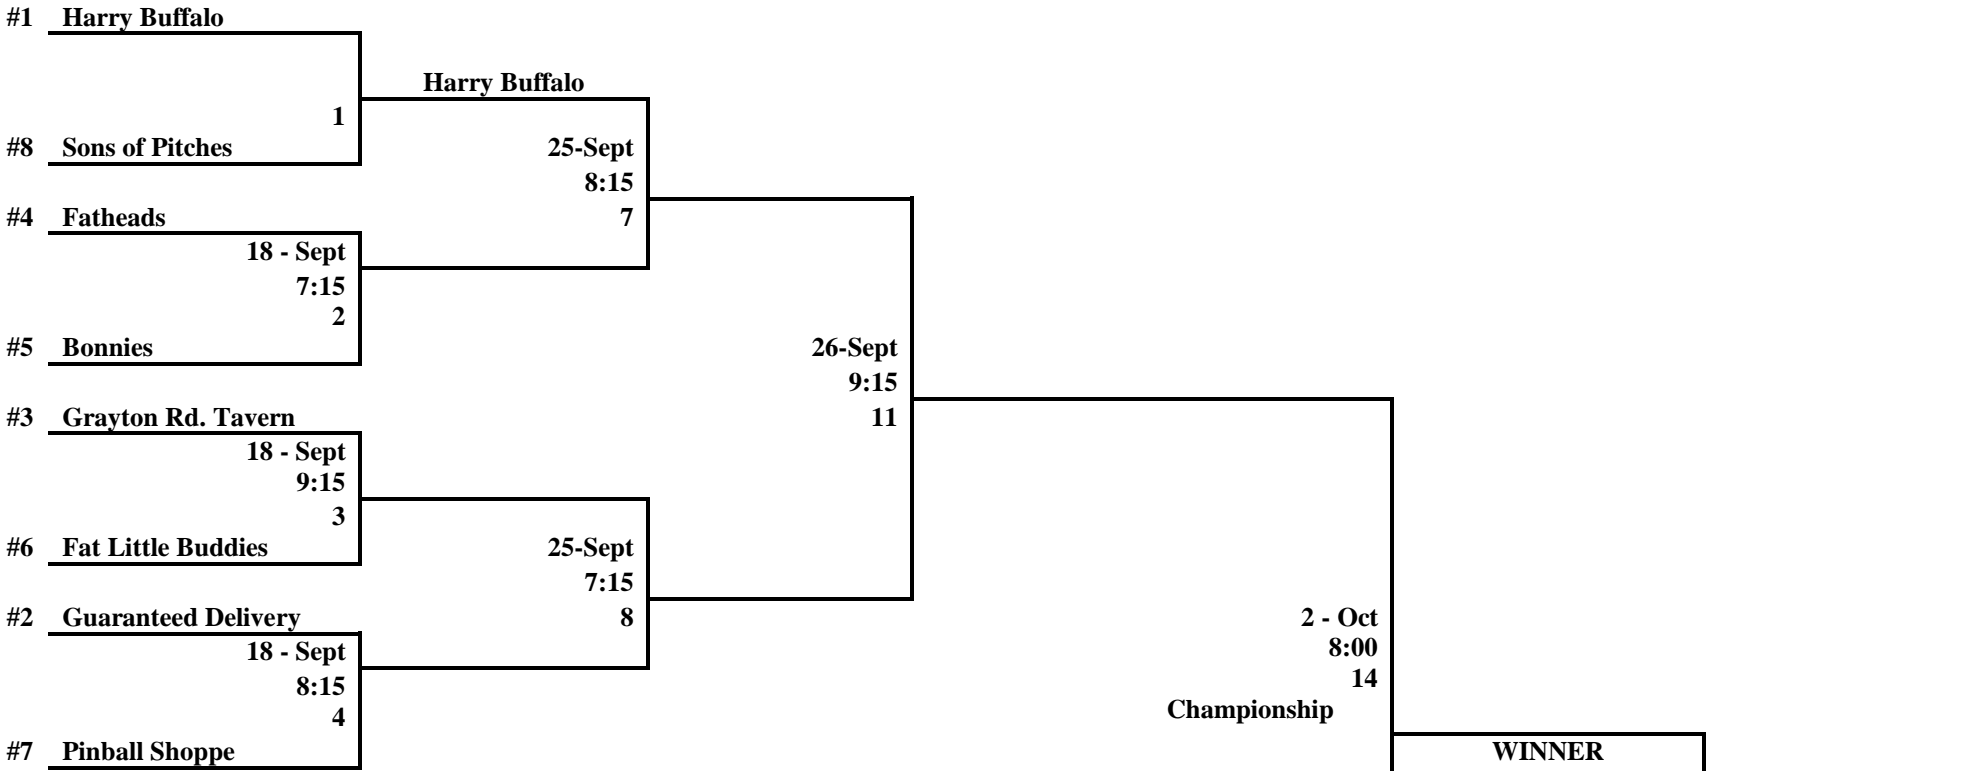 #1 Harry Buffalo
Harry Buffalo
1
#8 Sons of Pitches
25-Sept
8:15
7
#4 Fatheads
18 - Sept
7:15
2
#5 Bonnies
26-Sept
9:15
11
#3 Grayton Rd. Tavern
18 - Sept
9:15
3
#6 Fat Little Buddies
25-Sept
7:15
8
#2 Guaranteed Delivery
18 - Sept
8:15
4
#7 Pinball Shoppe
2 - Oct
8:00
14
Championship
WINNER